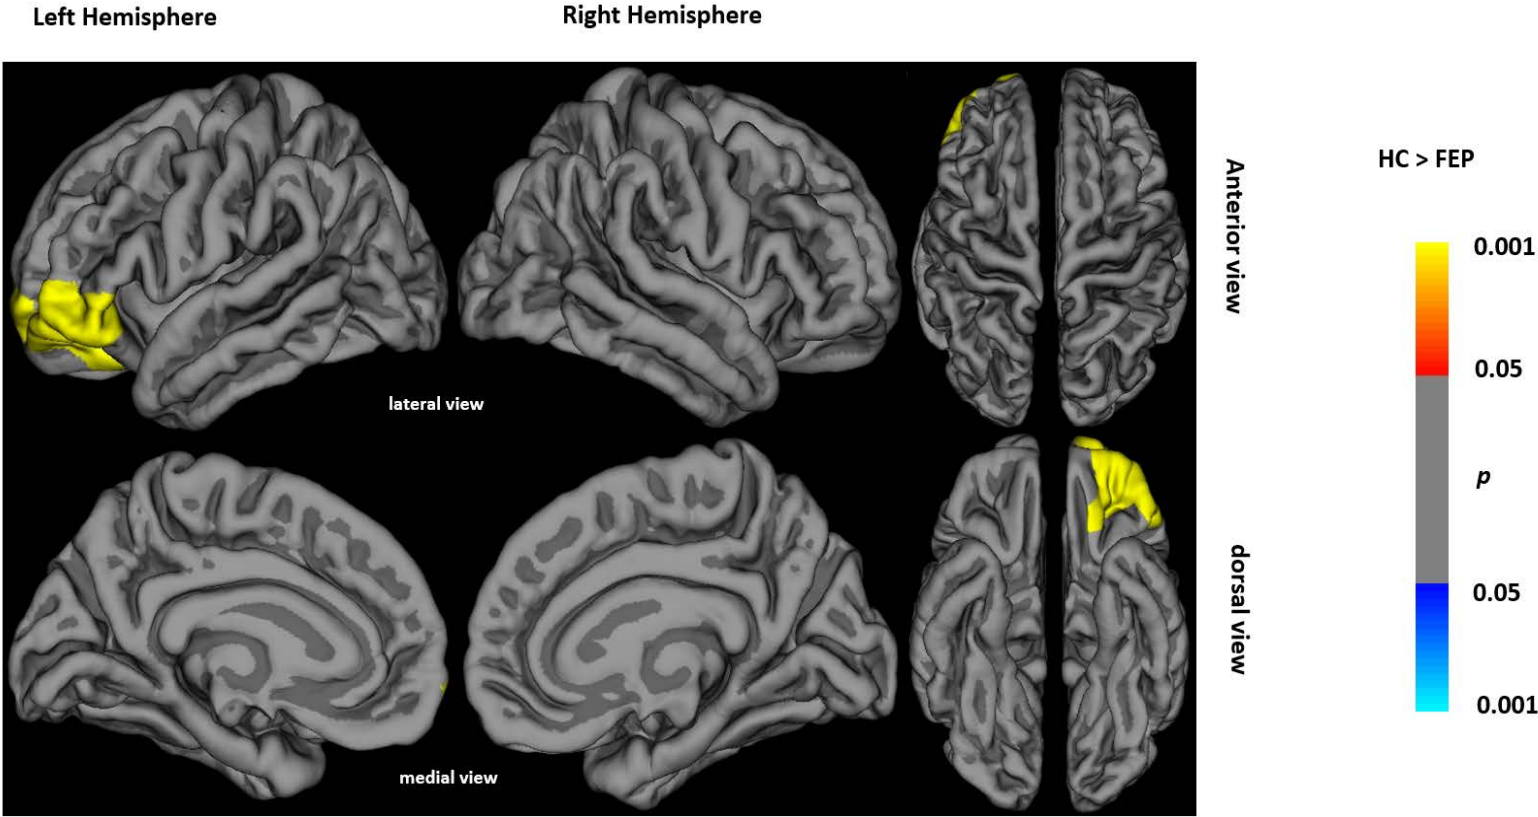 Left Hemisphere
Right Hemisphere
lateral view
medial view
Anterior view
dorsal view
HC > FEP
0.001
0.05
p
0.05
0.001